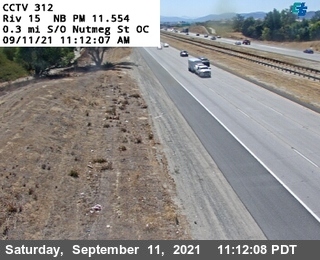 CCTV 312
Riv 15 NB PM 11.554
0.3 mi S/O Nutmeg St OC
09/11/21 11:12:07 AM
Saturday, September 11, 2021 11:12:08 PDT